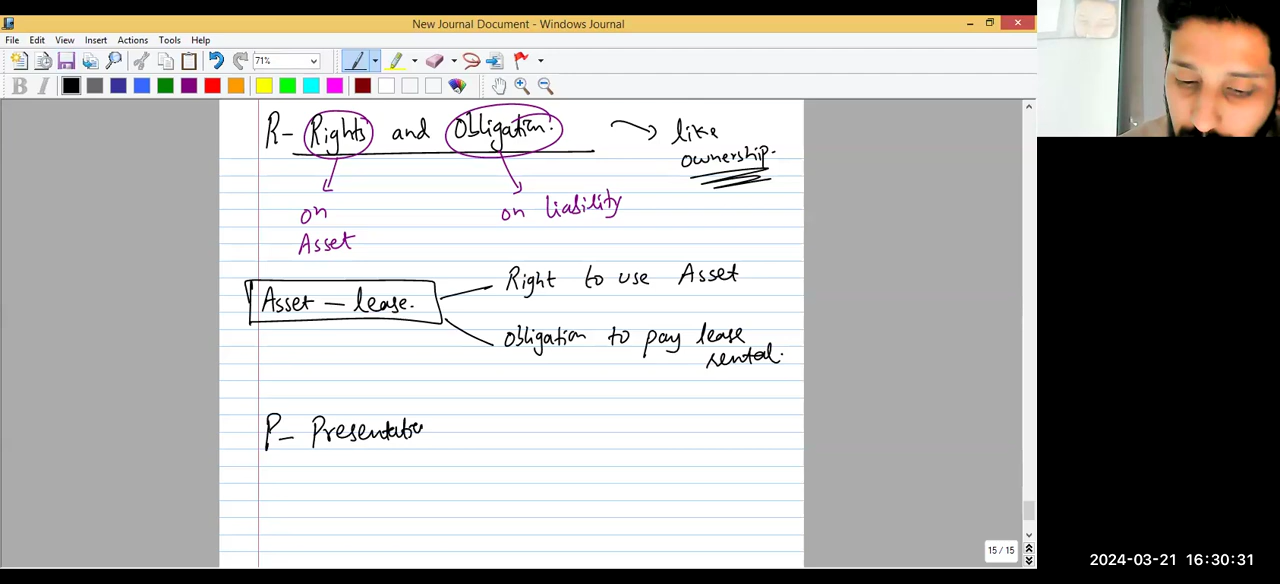 New Journal Document - Windows Journal
File Edit View Insert Actions Tools Help
71%
B I
R- Rights and Obligation. like
ownership.
on
Asset
on liability
Asset — lease.
Right to use Asset
Obligation to pay lease
rental.
P- Presentation
15 / 15
2024-03-21 16:30:31